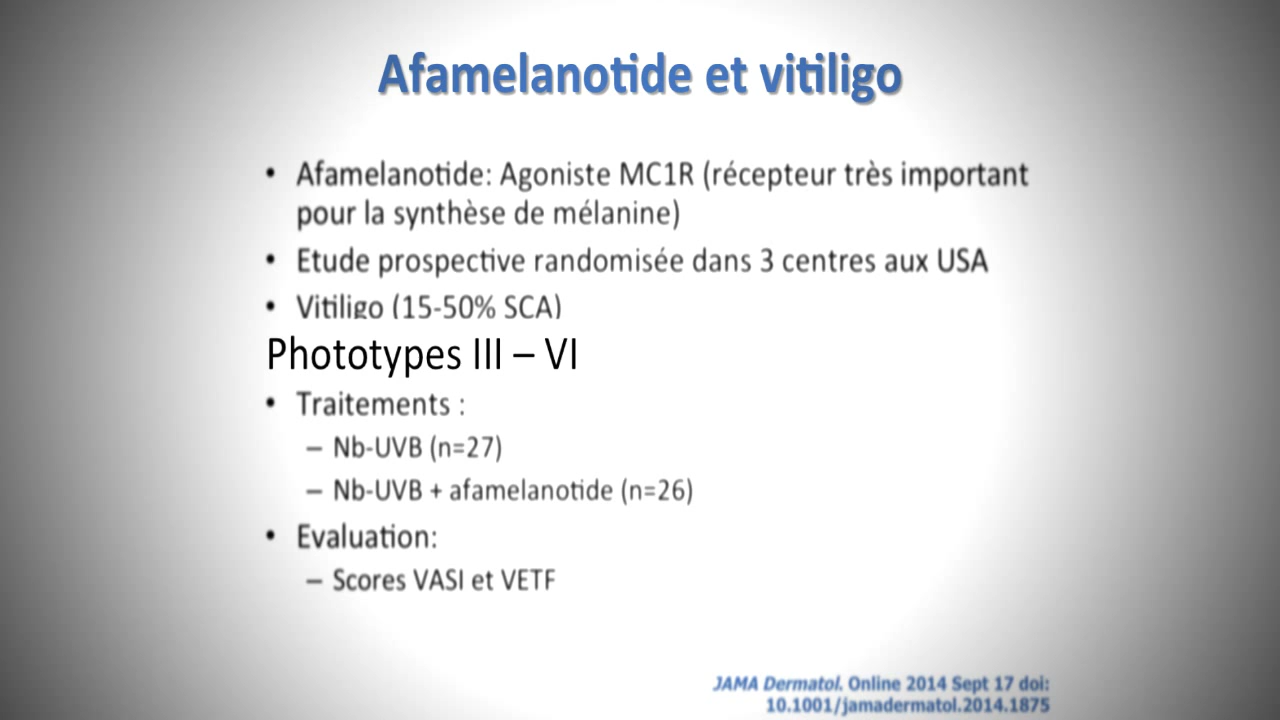 Afamelanotide et vitiligo
• Afamelanotide: Agoniste MC1R (récepteur très important
pour la synthèse de mélanine)
• Etude prospective randomisée dans 3 centres aux USA
• Vitiligo (15-50% SCA)
Phototypes III – VI
• Traitements :
– Nb-UVB (n=27)
– Nb-UVB + afamelanotide (n=26)
• Evaluation:
– Scores VASI et VETF
JAMA Dermatol. Online 2014 Sept 17 doi:
10.1001/jamadermatol.2014.1875